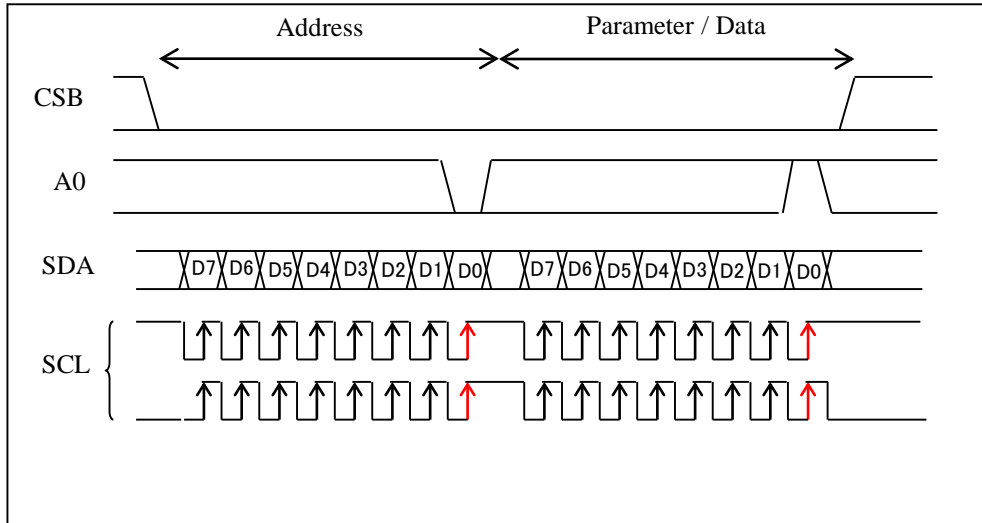 Address Parameter / Data
CSB
A0
SDA D7 D6 D5 D4 D3 D2 D1 D0 D7 D6 D5 D4 D3 D2 D1 D0
SCL